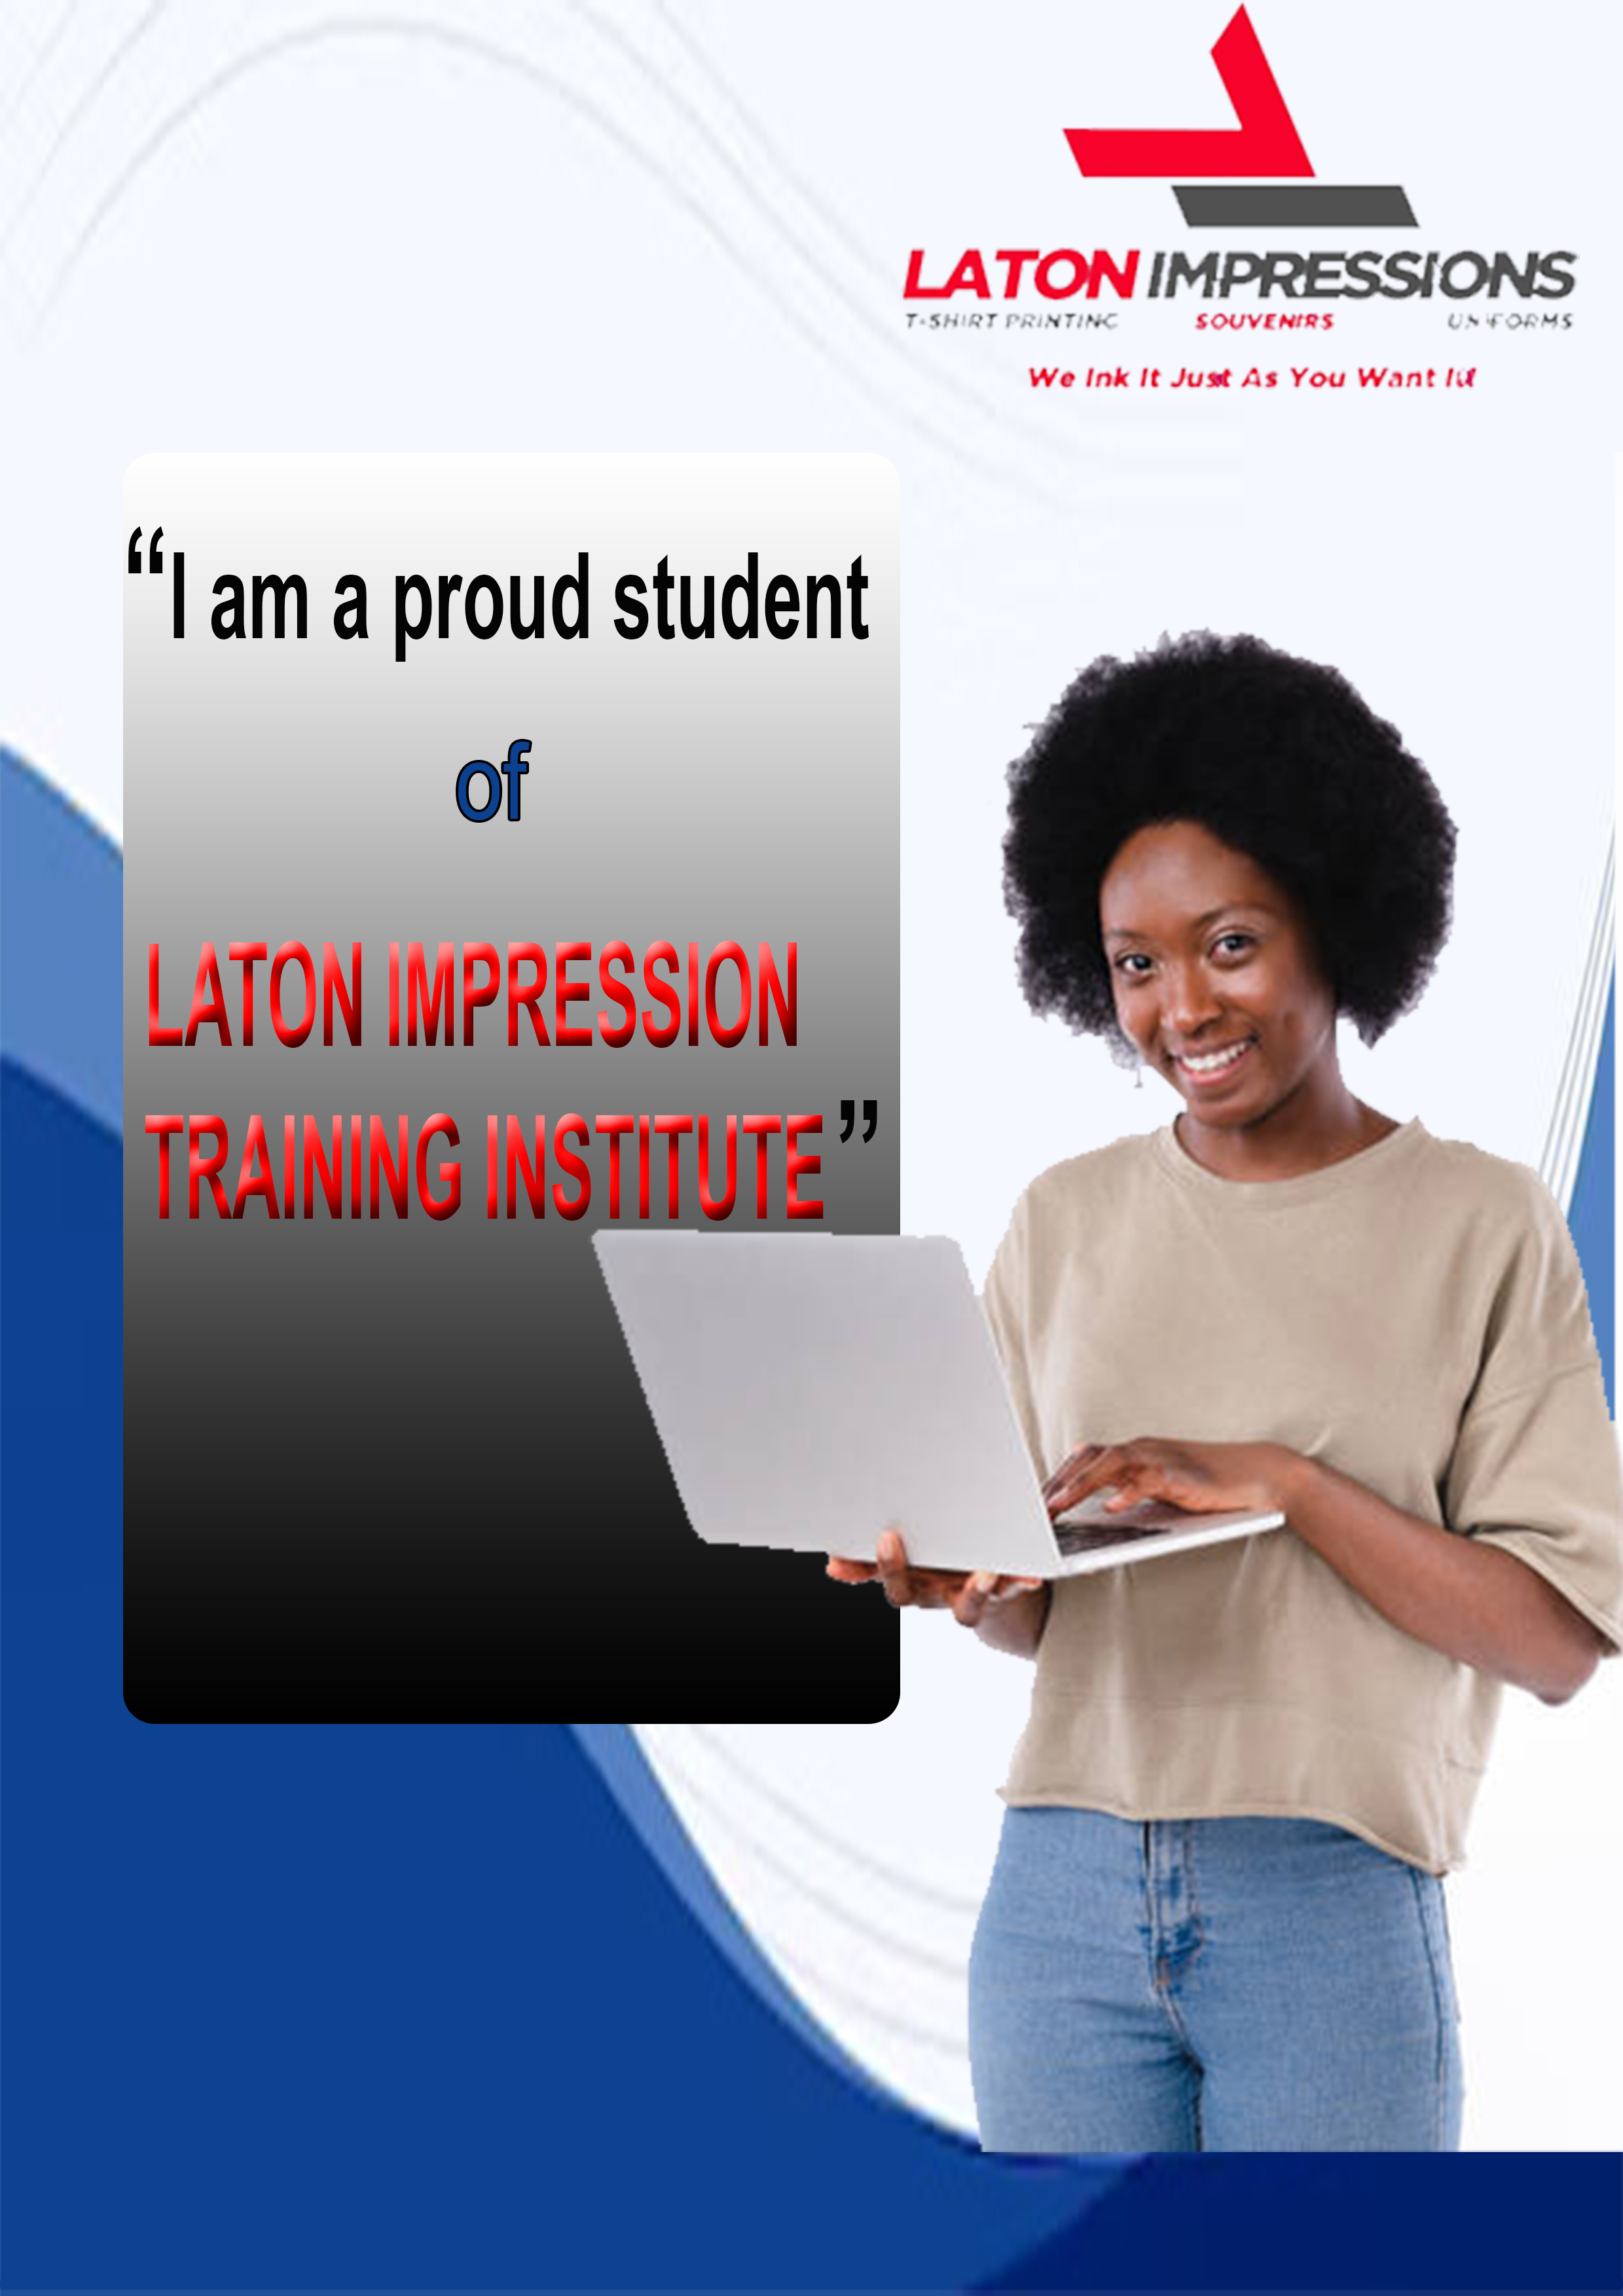 LATON IMPRESSIONS
T-SHIRT PRINTING SOUVENIRS UNIFORMS
We Ink It Just As You Want It!
“I am a proud student
of
LATON IMPRESSION
TRAINING INSTITUTE”